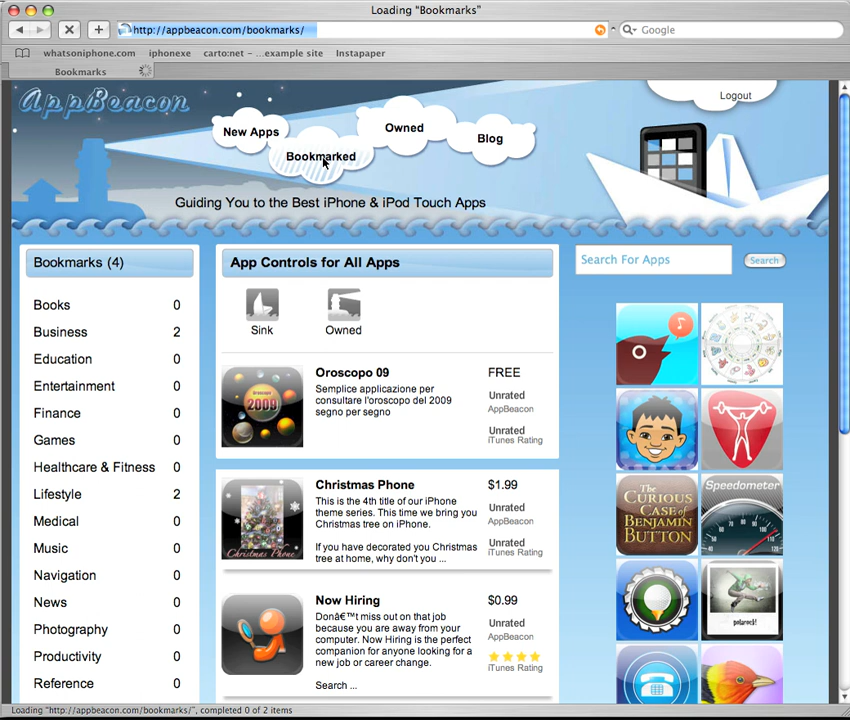 Loading "Bookmarks"
http://appbeacon.com/bookmarks/
Google
whatsoniphone.com iphonexe carto:net - ...example site Instapaper
Bookmarks
AppBeacon
Logout
New Apps
Bookmarked
Owned
Blog
Guiding You to the Best iPhone & iPod Touch Apps
Bookmarks (4)
Books 0
Business 2
Education 0
Entertainment 0
Finance 0
Games 0
Healthcare & Fitness 0
Lifestyle 2
Medical 0
Music 0
Navigation 0
News 0
Photography 0
Productivity 0
Reference 0
App Controls for All Apps
Sink Owned
Oroscopo 09
Semplice applicazione per
consultare l'oroscopo del 2009
segno per segno
FREE
Unrated
AppBeacon
Unrated
iTunes Rating
Oroscopo
2009
Christmas Phone
This is the 4th title of our iPhone
theme series. This time we bring you
Christmas tree on iPhone.
If you have decorated you Christmas
tree at home, why don't you ...
$1.99
Unrated
AppBeacon
Unrated
iTunes Rating
Christmas Phone
Now Hiring
Donâ€™t miss out on that job
because you are away from your
computer. Now Hiring is the perfect
companion for anyone looking for a
new job or career change.
Search ...
$0.99
Unrated
AppBeacon
iTunes Rating
Search For Apps
Search
THE
CURIOUS
CASE OF
BENJAMIN
BUTTON
Speedometer
polarock!
Loading "http://appbeacon.com/bookmarks/", completed 0 of 2 items